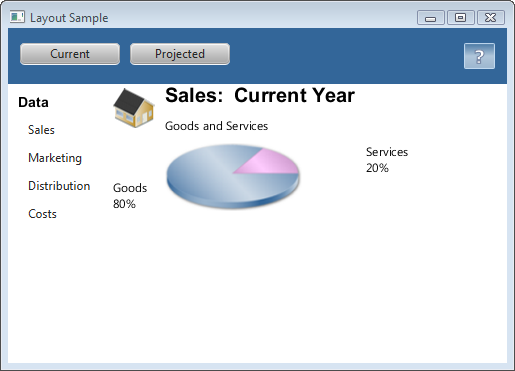 Layout Sample
Current
Projected
?
Data
Sales
Marketing
Distribution
Costs
Sales:  Current Year
Goods and Services
Goods
80%
Services
20%